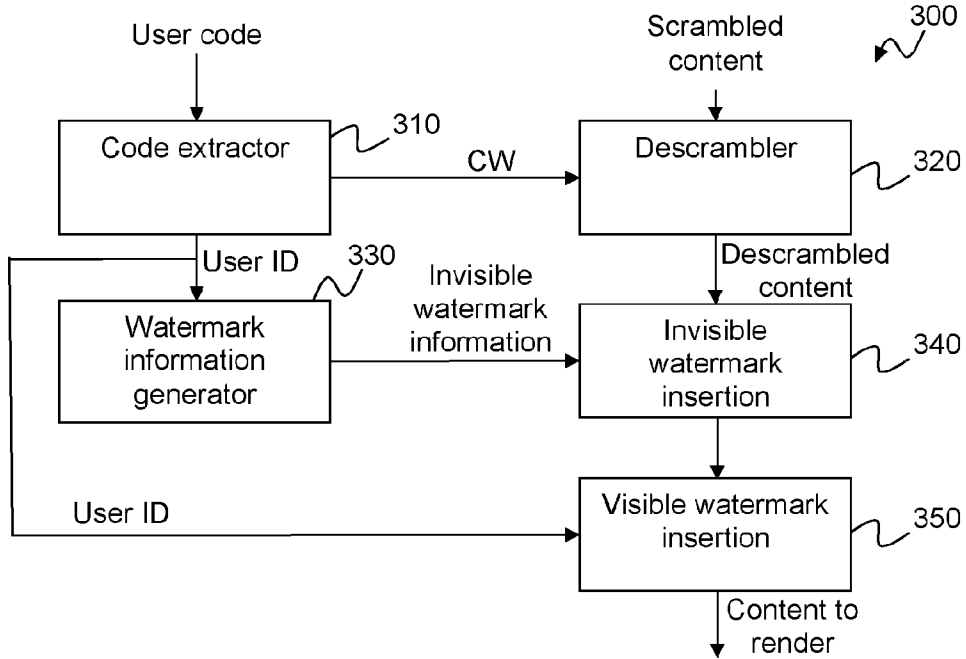 User code
Scrambled
content
300
Code extractor
310
CW
Descrambler
320
User ID
330
Descrambled
content
Invisible
watermark
information
Watermark
information
generator
Invisible
watermark
insertion
340
User ID
Visible watermark
insertion
350
Content to
render